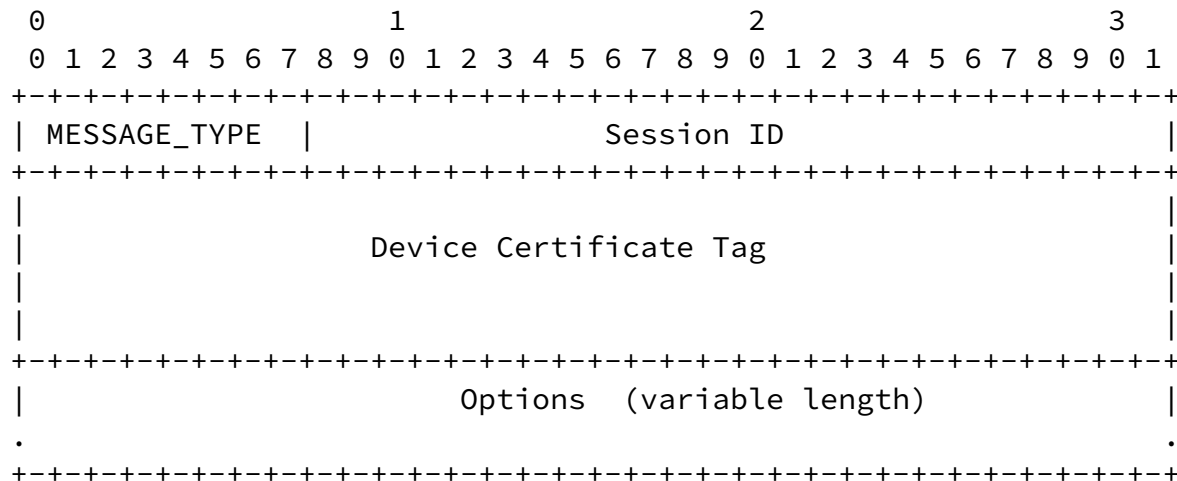 0                   1                   2                   3
 0 1 2 3 4 5 6 7 8 9 0 1 2 3 4 5 6 7 8 9 0 1 2 3 4 5 6 7 8 9 0 1
+-+-+-+-+-+-+-+-+-+-+-+-+-+-+-+-+-+-+-+-+-+-+-+-+-+-+-+-+-+-+-+-+
| MESSAGE_TYPE  |                Session ID                     |
+-+-+-+-+-+-+-+-+-+-+-+-+-+-+-+-+-+-+-+-+-+-+-+-+-+-+-+-+-+-+-+-+
|                                                               |
|                   Device Certificate Tag                      |
|                                                               |
|                                                               |
+-+-+-+-+-+-+-+-+-+-+-+-+-+-+-+-+-+-+-+-+-+-+-+-+-+-+-+-+-+-+-+-+
|                        Options  (variable length)             |
.                                                               .
+-+-+-+-+-+-+-+-+-+-+-+-+-+-+-+-+-+-+-+-+-+-+-+-+-+-+-+-+-+-+-+-+